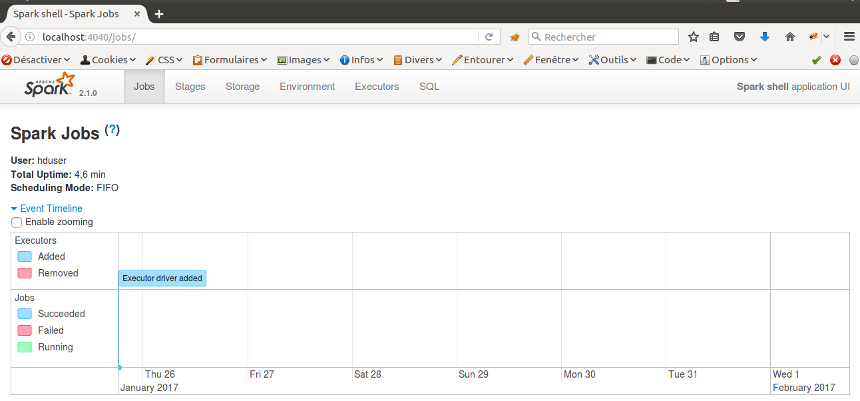 Spark shell - Spark Jobs
localhost:4040/jobs/
Rechercher
Désactiver Cookies CSS Formulaires Images Infos Divers Entourer Fenêtre Outils Code Options
APACHE Spark 2.1.0 Jobs Stages Storage Environment Executors SQL Spark shell application UI
Spark Jobs (?)
User: hduser
Total Uptime: 4,6 min
Scheduling Mode: FIFO
Event Timeline
Enable zooming
Executors
Added
Removed
Executor driver added
Jobs
Succeeded
Failed
Running
Thu 26 Fri 27 Sat 28 Sun 29 Mon 30 Tue 31 Wed 1
January 2017 February 2017